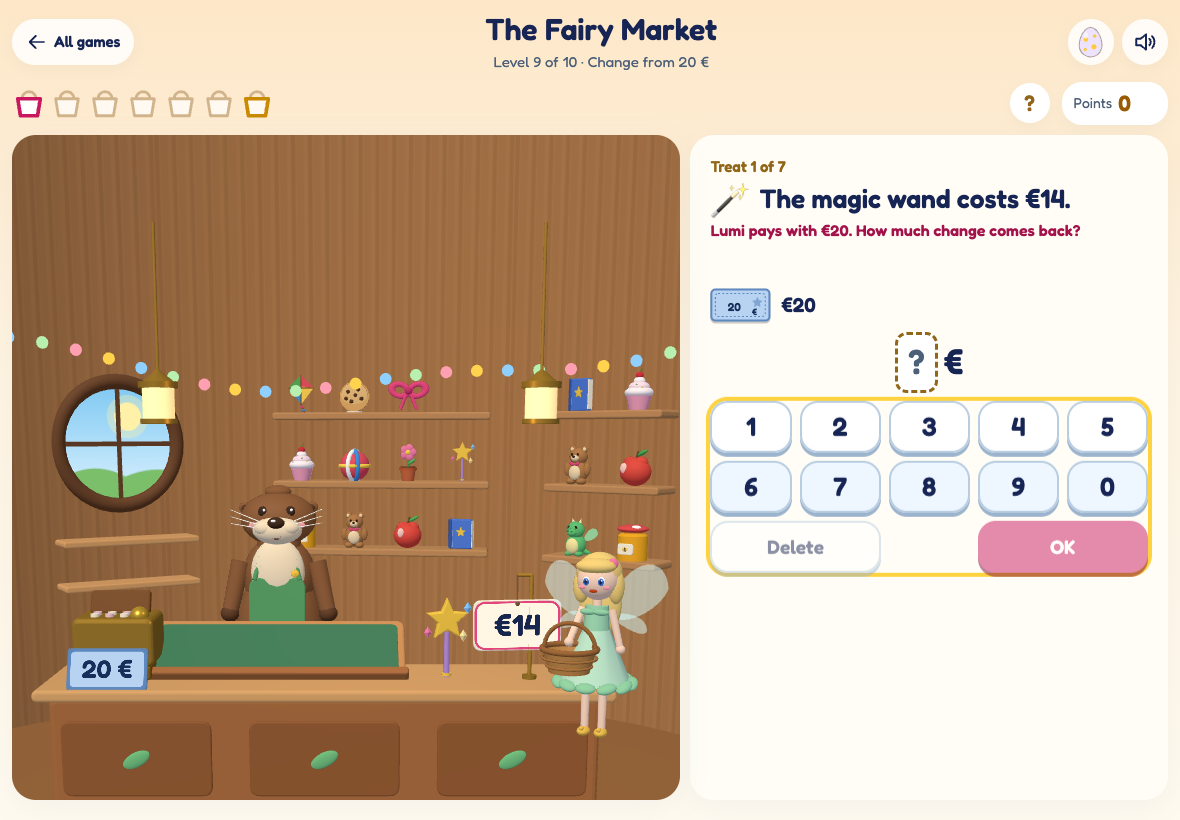 All games
The Fairy Market
Level 9 of 10 · Change from 20 €
?
Points 0
Treat 1 of 7
The magic wand costs €14.
Lumi pays with €20. How much change comes back?
20 €
€20
? €
1 2 3 4 5
6 7 8 9 0
Delete OK
€14
20 €